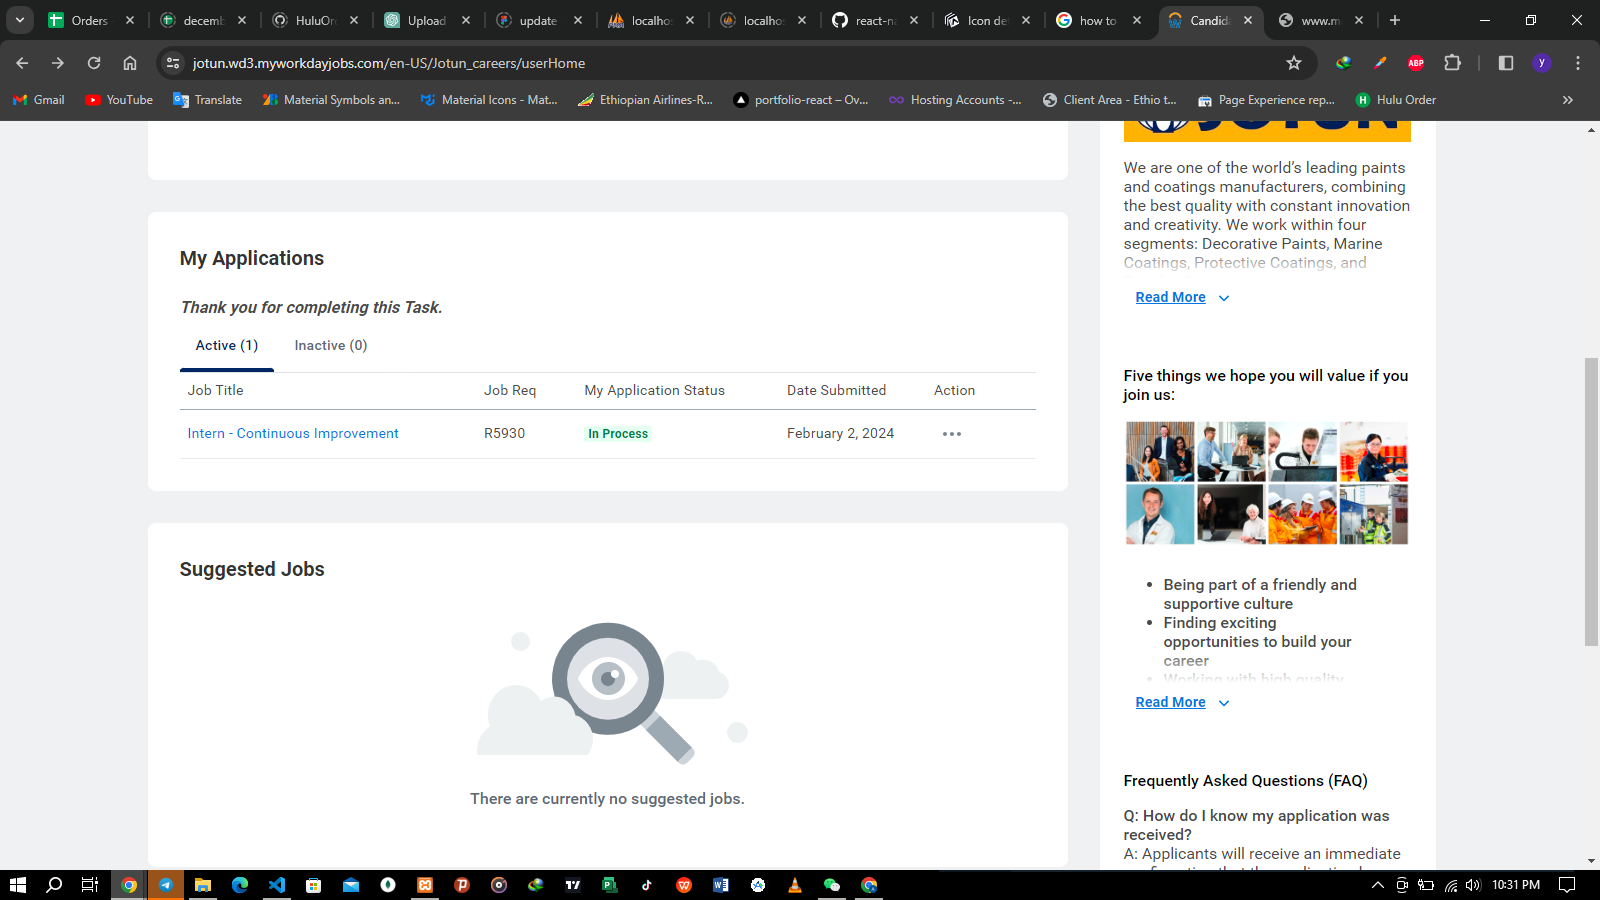 Orders
decemb
HuluOr
Upload
update
localhos
localhos
react-na
Icon de
how to
Candid
www.m
jotun.wd3.myworkdayjobs.com/en-US/Jotun_careers/userHome
ABP
y
Gmail
YouTube
Translate
Material Symbols an...
Material Icons - Mat...
Ethiopian Airlines-R...
portfolio-react – Ov...
Hosting Accounts -...
Client Area - Ethio t...
Page Experience rep...
H
Hulu Order
We are one of the world’s leading paints
and coatings manufacturers, combining
the best quality with constant innovation
and creativity. We work within four
segments: Decorative Paints, Marine
Coatings, Protective Coatings, and
Read More
My Applications
Thank you for completing this Task.
Active (1)
Inactive (0)
Job Title
Job Req
My Application Status
Date Submitted
Action
Intern - Continuous Improvement
R5930
In Process
February 2, 2024
Five things we hope you will value if you
join us:
• Being part of a friendly and
supportive culture
• Finding exciting
opportunities to build your
career
• Working with high quality
Read More
Suggested Jobs
There are currently no suggested jobs.
Frequently Asked Questions (FAQ)
Q: How do I know my application was
received?
A: Applicants will receive an immediate
10:31 PM